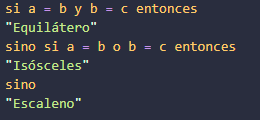 si a = b y b = c entonces
"Equilátero"
sino si a = b o b = c entonces
"Isósceles"
sino
"Escaleno"